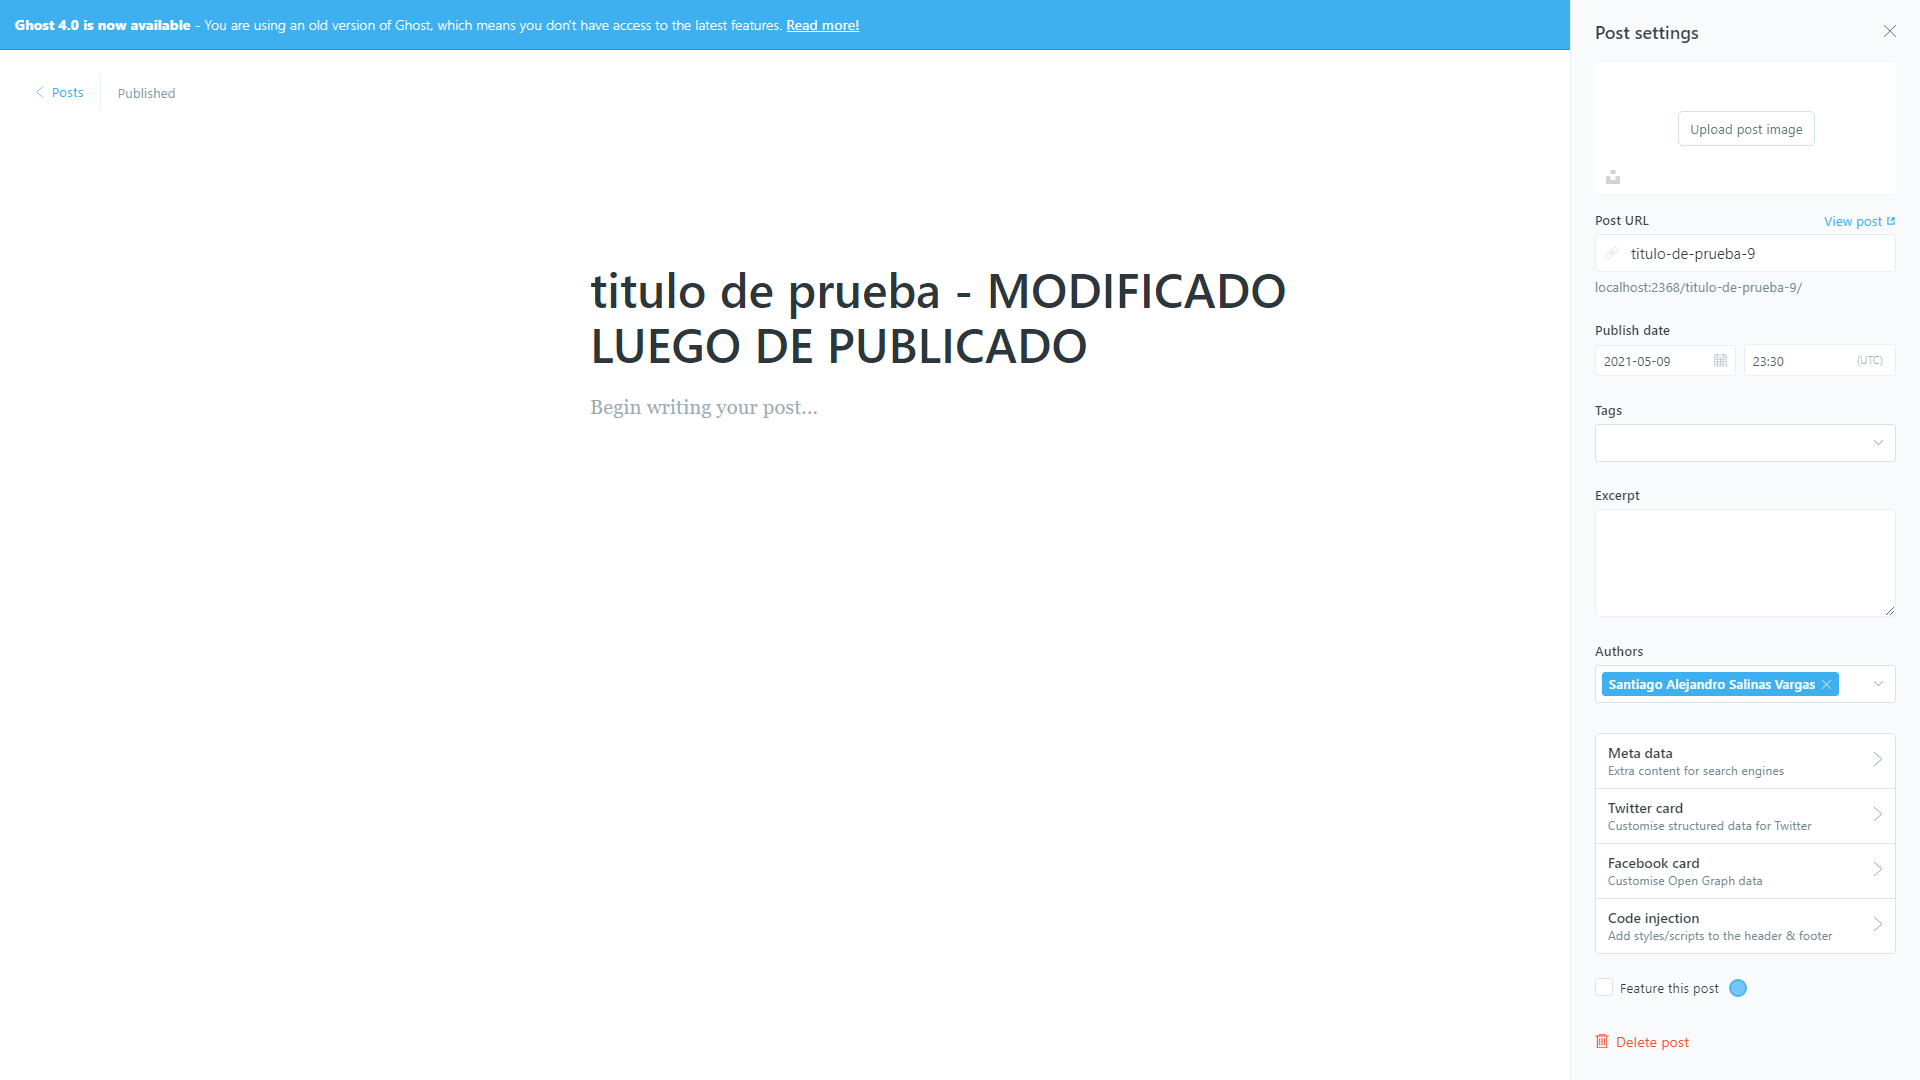 Ghost 4.0 is now available - You are using an old version of Ghost, which means you don't have access to the latest features. Read more!
Posts
Published
titulo de prueba - MODIFICADO
LUEGO DE PUBLICADO
Begin writing your post...
Post settings
Upload post image
Post URL
View post
titulo-de-prueba-9
localhost:2368/titulo-de-prueba-9/
Publish date
2021-05-09
23:30
(UTC)
Tags
Excerpt
Authors
Santiago Alejandro Salinas Vargas
Meta data
Extra content for search engines
Twitter card
Customise structured data for Twitter
Facebook card
Customise Open Graph data
Code injection
Add styles/scripts to the header & footer
Feature this post
Delete post